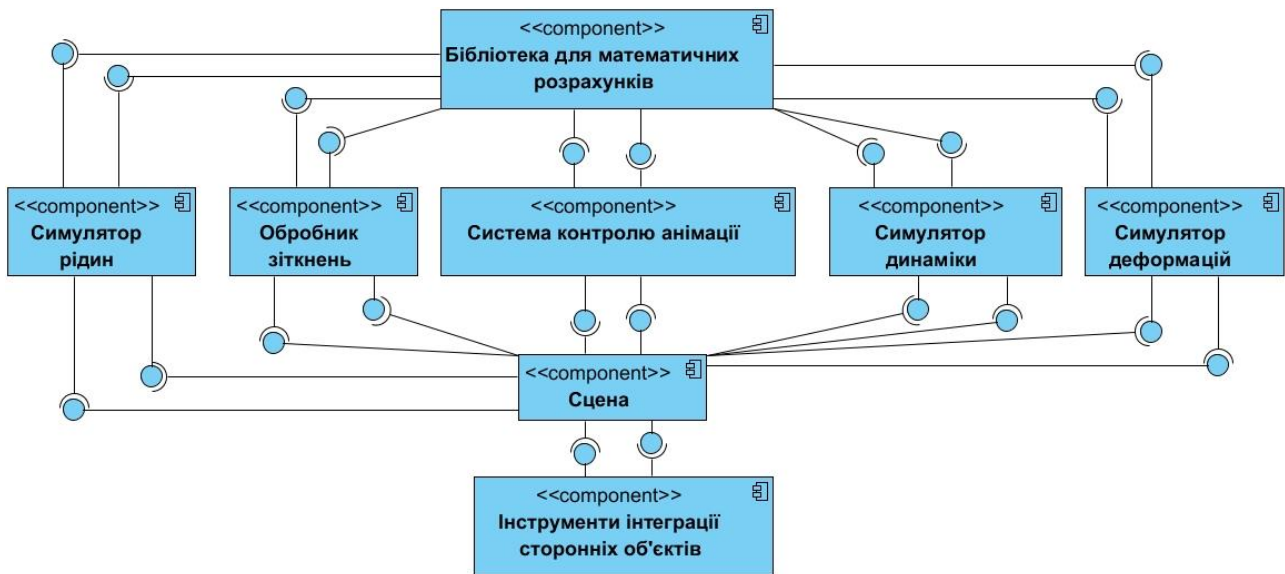 <<component>>
Бібліотека для математичних
розрахунків
<<component>>
Симулятор
рідин
<<component>>
Обробник
зіткнень
<<component>>
Система контролю анімації
<<component>>
Симулятор
динаміки
<<component>>
Симулятор
деформацій
<<component>>
Сцена
<<component>>
Інструменти інтеграції
сторонніх об'єктів